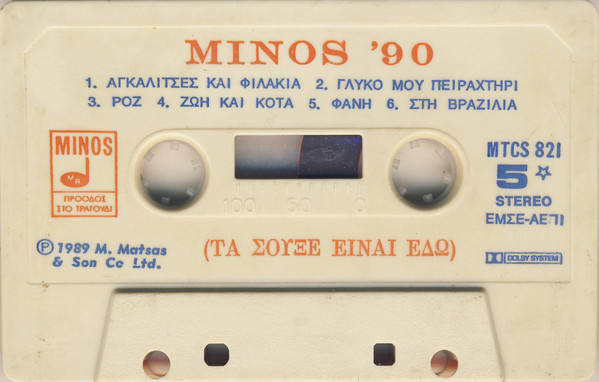 MINOS '90
1. ΑΓΚΑΛΙΤΣΕΣ ΚΑΙ ΦΙΛΑΚΙΑ 2. ΓΛΥΚΟ ΜΟΥ ΠΕΙΡΑΧΤΗΡΙ
3. ΡΟΖ 4. ΖΩΗ ΚΑΙ ΚΟΤΑ 5. ΦΑΝΗ 6. ΣΤΗ ΒΡΑΖΙΛΙΑ
MINOS
ΠΡΟΟΔΟΣ
ΣΤΟ ΤΡΑΓΟΥΔΙ
100 50 0
MTCS 821
5
STEREO
ΕΜΣΕ-ΑΕΠΙ
℗ 1989 M. Matsas
& Son Co Ltd.
(ΤΑ ΣΟΥΞΕ ΕΙΝΑΙ ΕΔΩ)
DOLBY SYSTEM